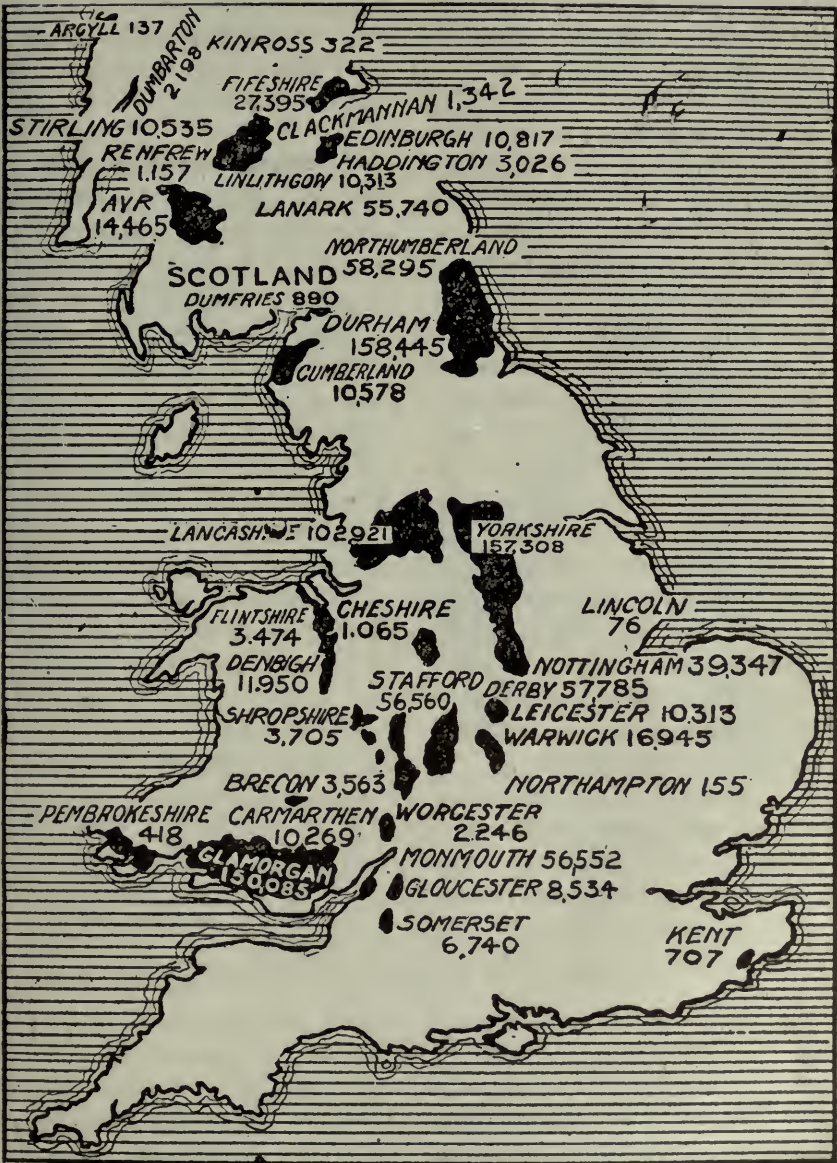 ARGYLL 137
DUMBARTON
2198
KINROSS 322
FIFESHIRE
27,395
CLACKMANNAN 1,342
STIRLING 10,535
EDINBURGH 10,817
RENFREW
1,157
HADDINGTON 3,026
LINLITHGOW 10,313
AYR
14,465
LANARK 55,740
NORTHUMBERLAND
58,295
SCOTLAND
DUMFRIES 890
DURHAM
158,445
CUMBERLAND
10,578
102,921
YORKSHIRE
157,308
FLINTSHIRE
3.474
CHESHIRE
1.065
LINCOLN
76
DENBIGH
11,950
NOTTINGHAM 39,347
STAFFORD
56,560
DERBY 57,785
SHROPSHIRE
3,705
LEICESTER 10,313
WARWICK 16,945
BRECON 3,563
NORTHAMPTON 155
PEMBROKESHIRE
418
CARMARTHEN
10269
WORCESTER
2.246
GLAMORGAN
150,085
MONMOUTH 56,552
GLOUCESTER 8,534
SOMERSET
6,740
KENT
707